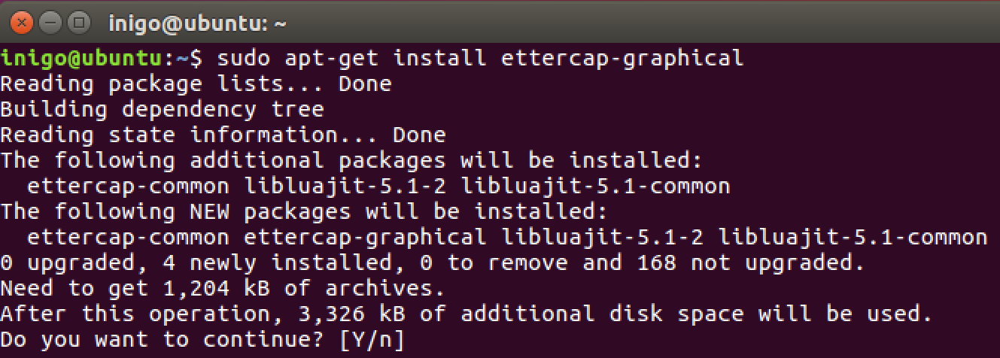 inigo@ubuntu: ~
inigo@ubuntu:~$ sudo apt-get install ettercap-graphical
Reading package lists... Done
Building dependency tree
Reading state information... Done
The following additional packages will be installed:
  ettercap-common libluajit-5.1-2 libluajit-5.1-common
The following NEW packages will be installed:
  ettercap-common ettercap-graphical libluajit-5.1-2 libluajit-5.1-common
0 upgraded, 4 newly installed, 0 to remove and 168 not upgraded.
Need to get 1,204 kB of archives.
After this operation, 3,326 kB of additional disk space will be used.
Do you want to continue? [Y/n]